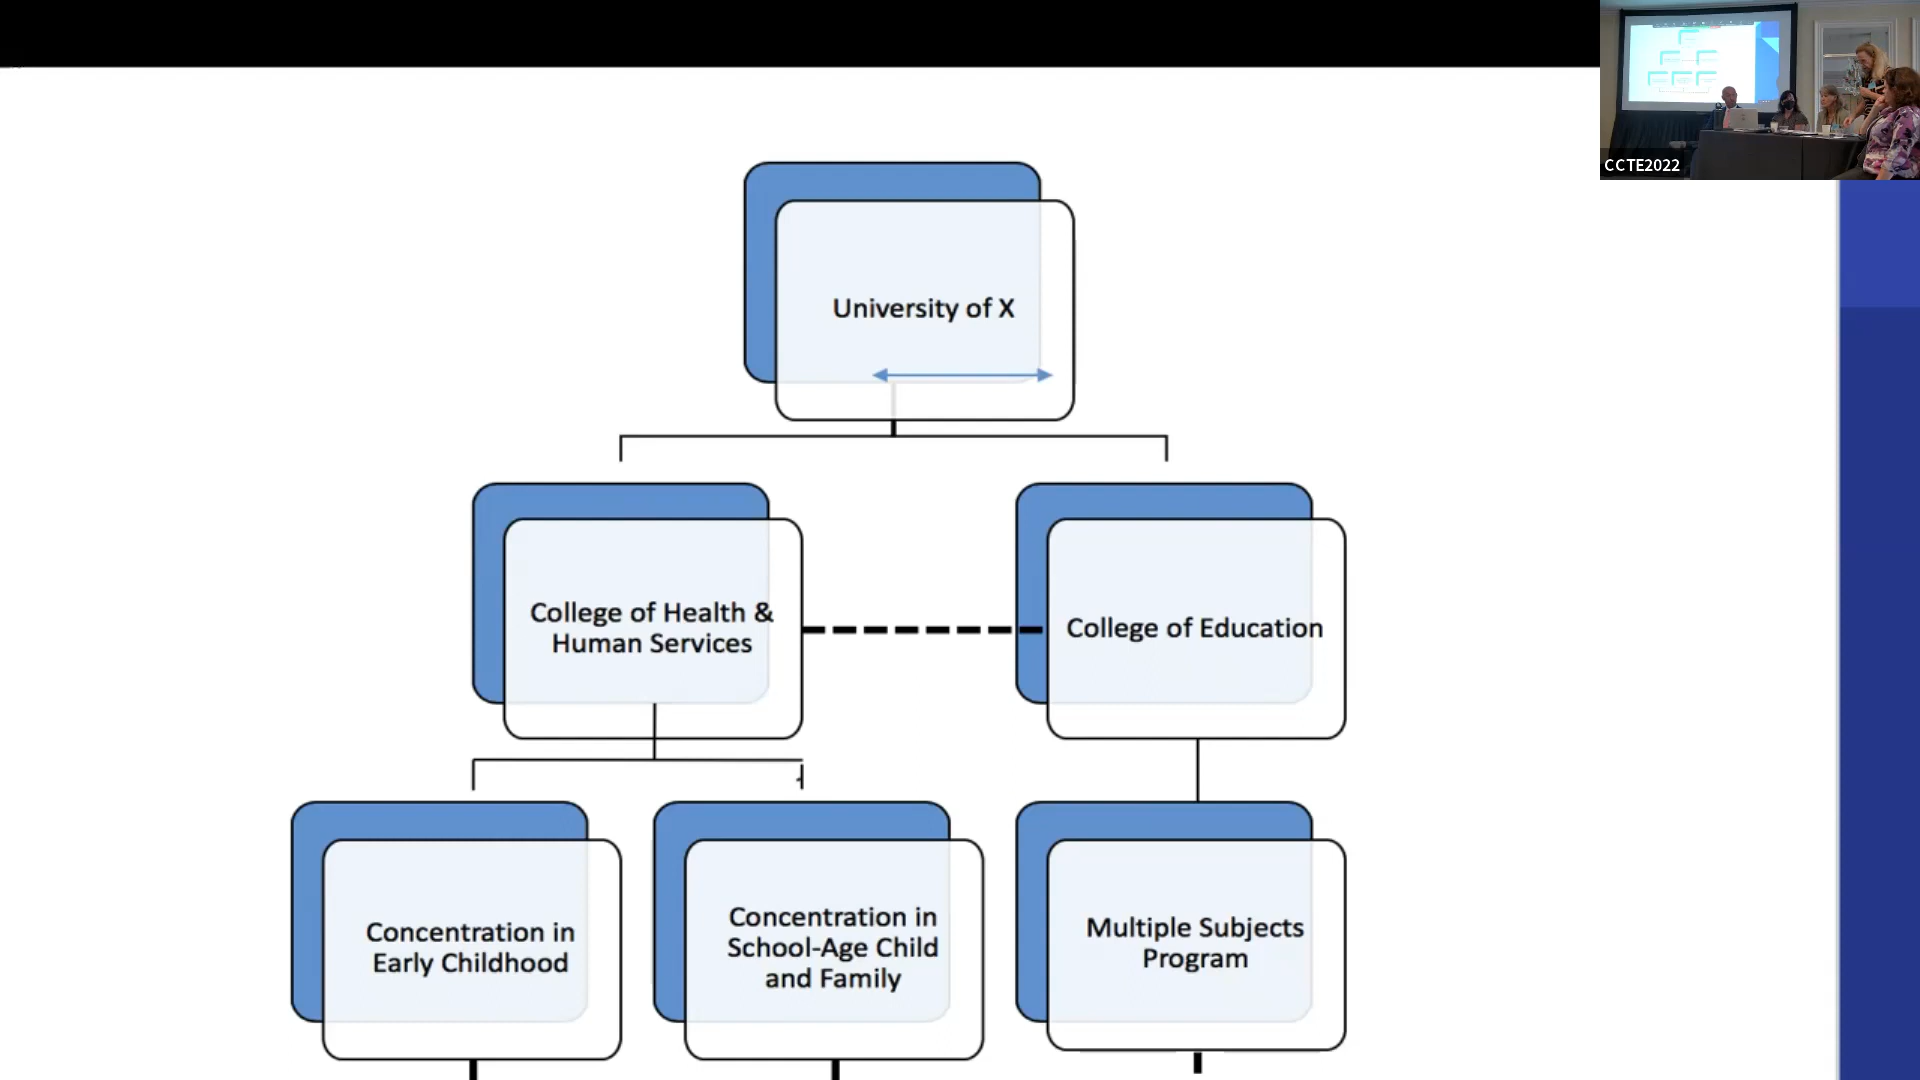 CCTE2022
University of X
College of Health &
Human Services
College of Education
Concentration in
Early Childhood
Concentration in
School-Age Child
and Family
Multiple Subjects
Program